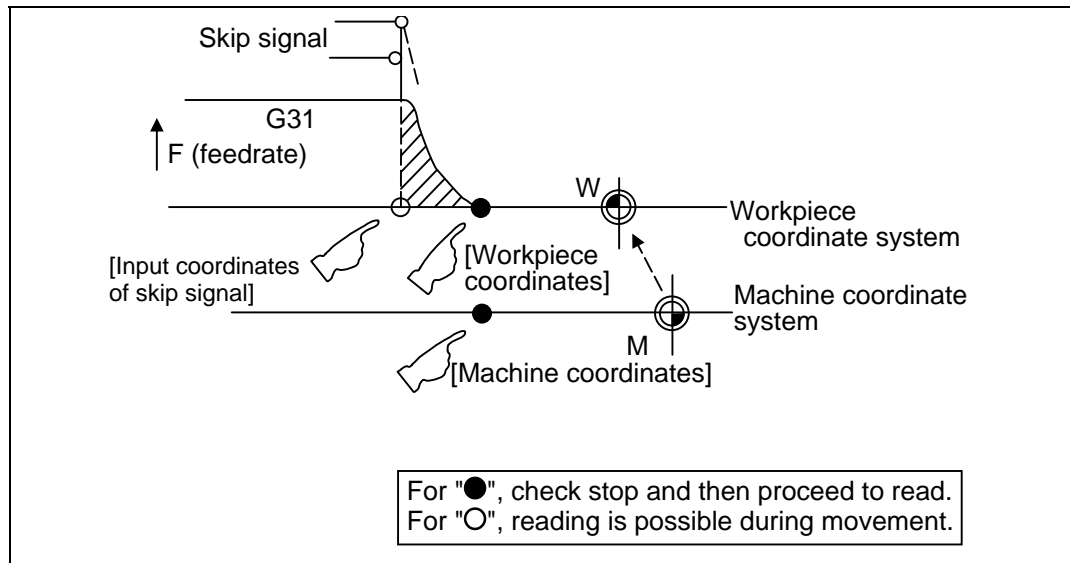 Skip signal
G31
F (feedrate)
W
Workpiece
coordinate system
[Input coordinates
of skip signal]
[Workpiece
coordinates]
Machine coordinate
system
M
[Machine coordinates]
For "●", check stop and then proceed to read.
For "○", reading is possible during movement.